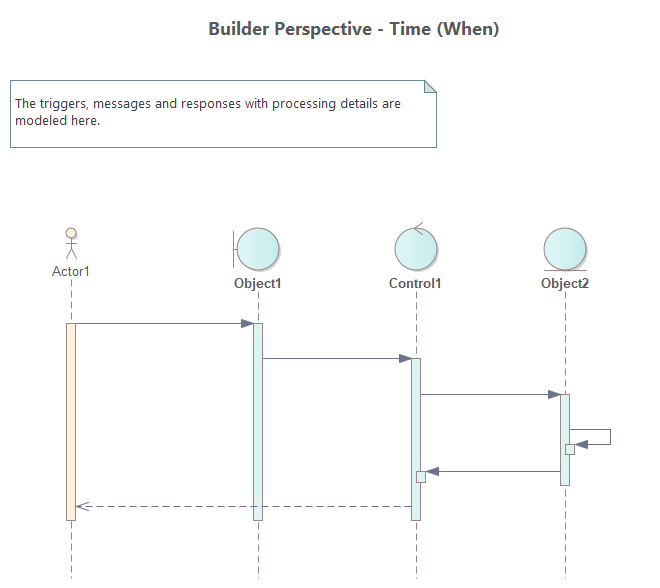 Builder Perspective - Time (When)
The triggers, messages and responses with processing details are
modeled here.
Actor1
Object1
Control1
Object2